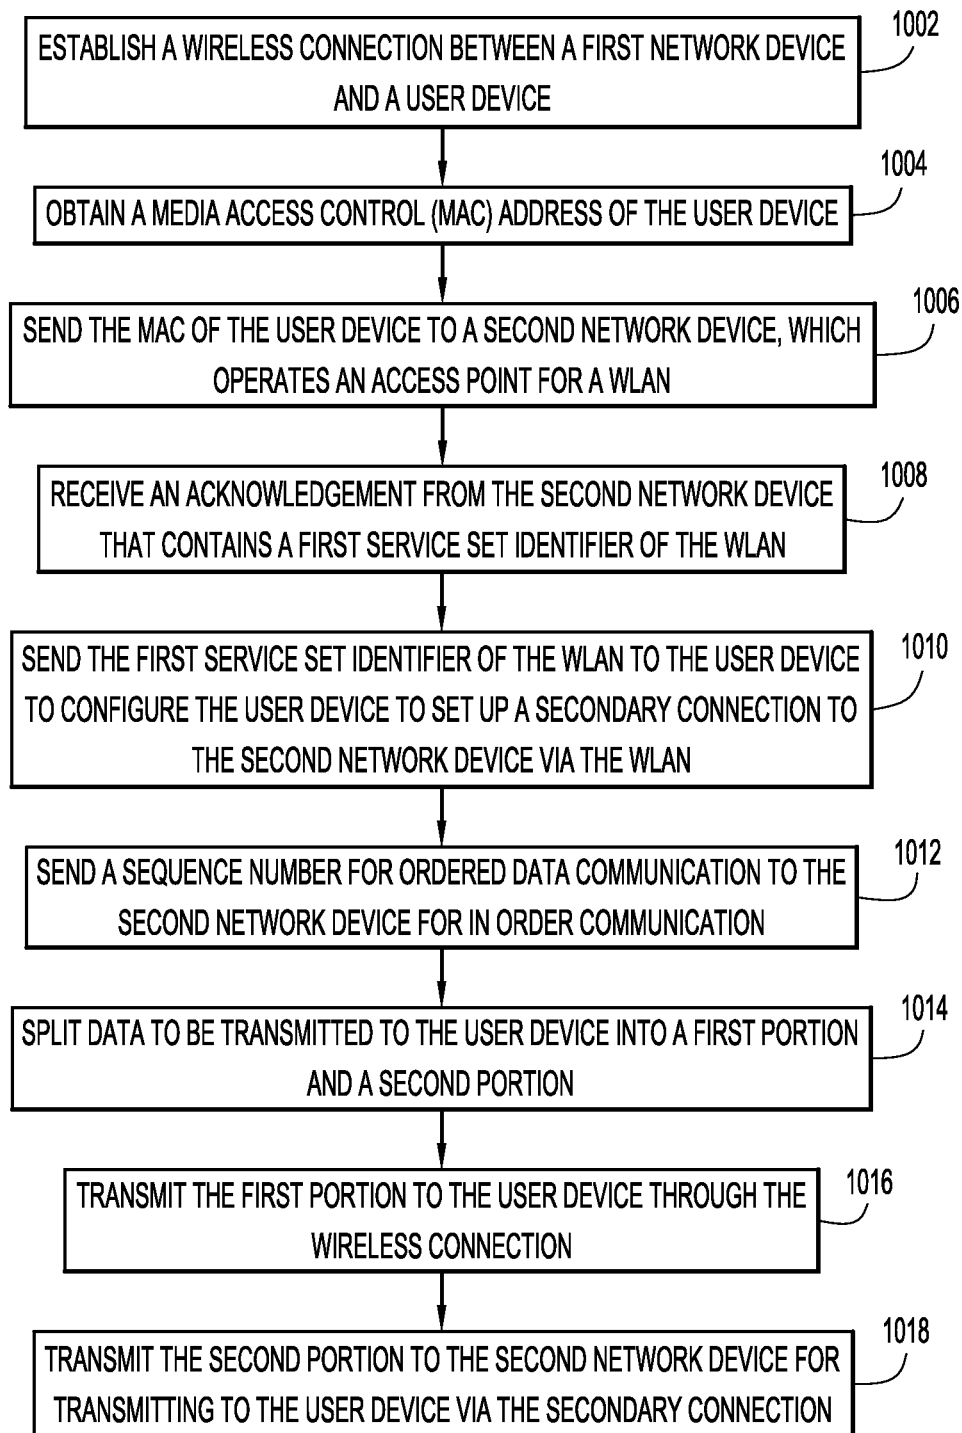 1002
ESTABLISH A WIRELESS CONNECTION BETWEEN A FIRST NETWORK DEVICE
AND A USER DEVICE
1004
OBTAIN A MEDIA ACCESS CONTROL (MAC) ADDRESS OF THE USER DEVICE
1006
SEND THE MAC OF THE USER DEVICE TO A SECOND NETWORK DEVICE, WHICH
OPERATES AN ACCESS POINT FOR A WLAN
1008
RECEIVE AN ACKNOWLEDGEMENT FROM THE SECOND NETWORK DEVICE
THAT CONTAINS A FIRST SERVICE SET IDENTIFIER OF THE WLAN
1010
SEND THE FIRST SERVICE SET IDENTIFIER OF THE WLAN TO THE USER DEVICE
TO CONFIGURE THE USER DEVICE TO SET UP A SECONDARY CONNECTION TO
THE SECOND NETWORK DEVICE VIA THE WLAN
1012
SEND A SEQUENCE NUMBER FOR ORDERED DATA COMMUNICATION TO THE
SECOND NETWORK DEVICE FOR IN ORDER COMMUNICATION
1014
SPLIT DATA TO BE TRANSMITTED TO THE USER DEVICE INTO A FIRST PORTION
AND A SECOND PORTION
1016
TRANSMIT THE FIRST PORTION TO THE USER DEVICE THROUGH THE
WIRELESS CONNECTION
1018
TRANSMIT THE SECOND PORTION TO THE SECOND NETWORK DEVICE FOR
TRANSMITTING TO THE USER DEVICE VIA THE SECONDARY CONNECTION